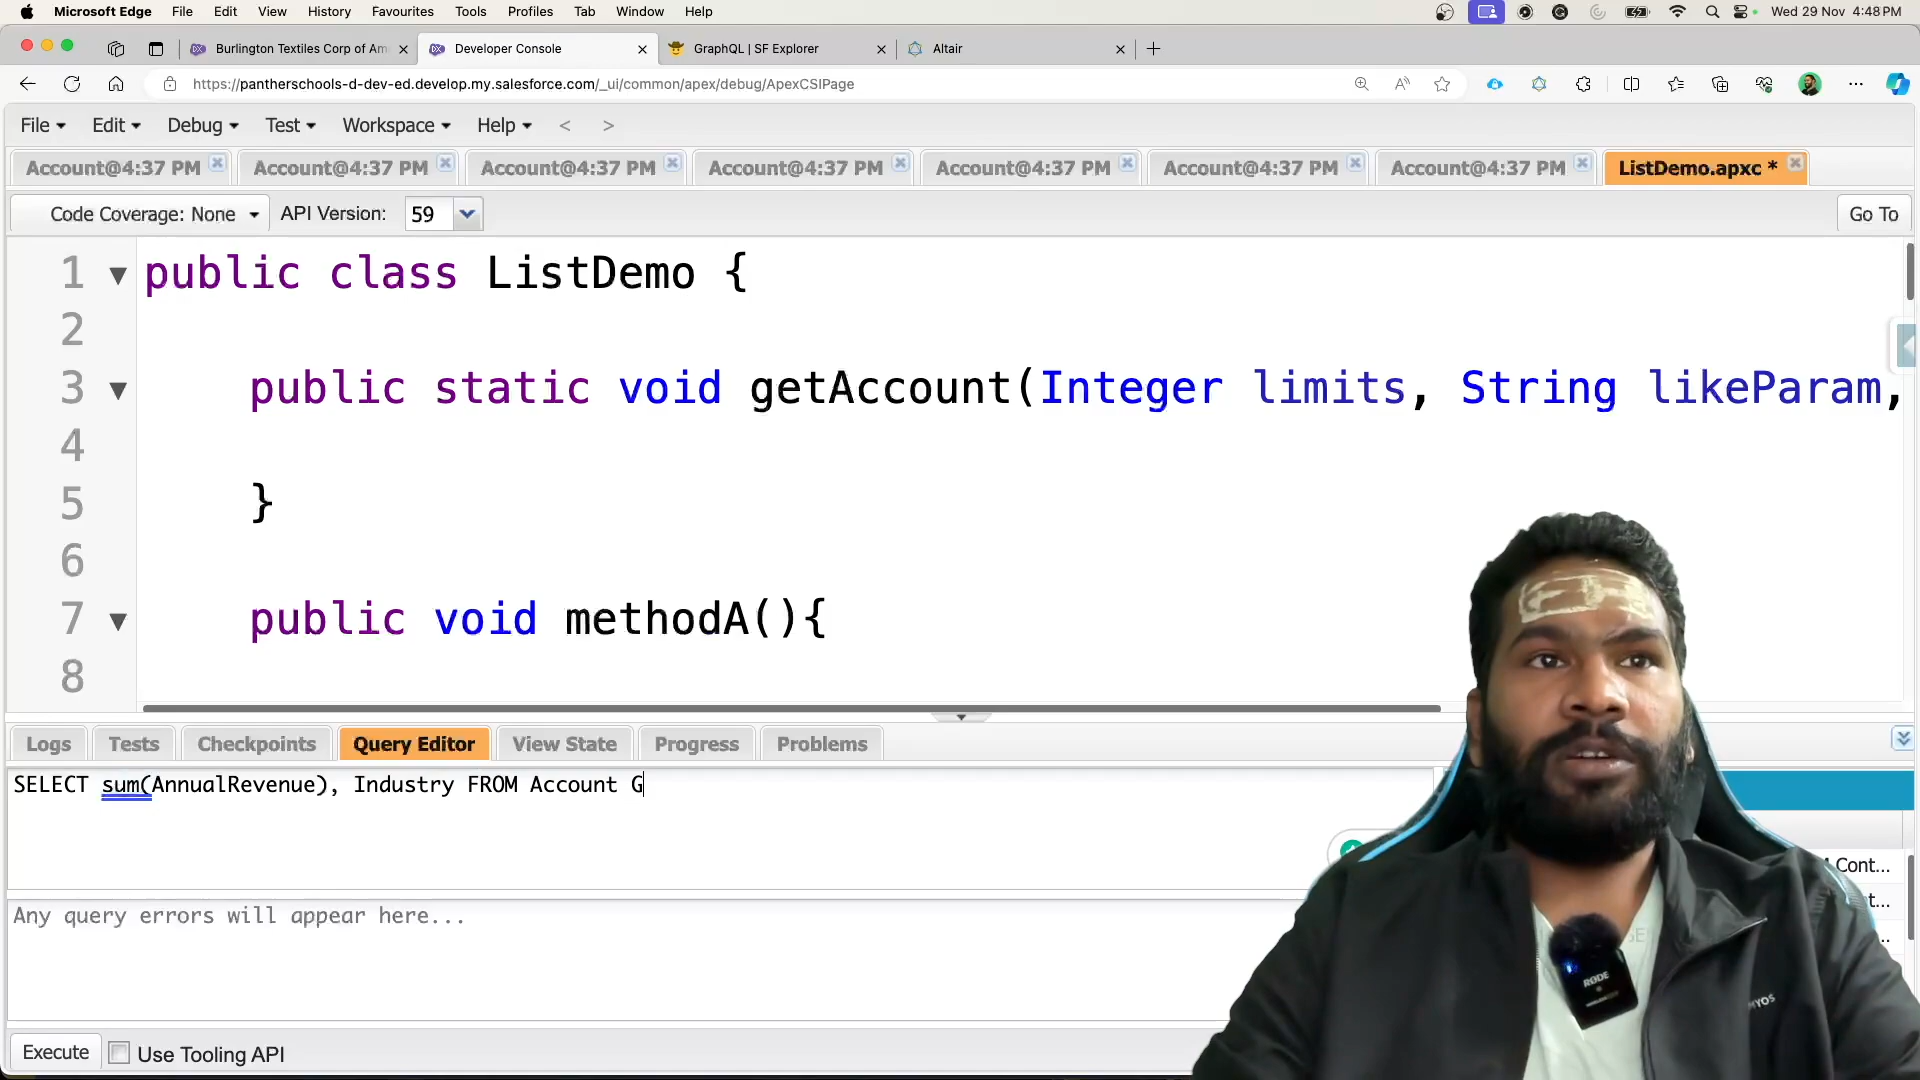 Microsoft Edge File Edit View History Favourites Tools Profiles Tab Window Help Wed 29 Nov 4:48 PM
Burlington Textiles Corp of Am Developer Console GraphQL | SF Explorer Altair
https://pantherschools-d-dev-ed.develop.my.salesforce.com/_ui/common/apex/debug/ApexCSIPage
File Edit Debug Test Workspace Help < >
Account@4:37 PM Account@4:37 PM Account@4:37 PM Account@4:37 PM Account@4:37 PM Account@4:37 PM Account@4:37 PM ListDemo.apxc *
Code Coverage: None API Version: 59 Go To
1 public class ListDemo {
2
3 public static void getAccount(Integer limits, String likeParam,
4
5 }
6
7 public void methodA(){
8
Logs Tests Checkpoints Query Editor View State Progress Problems
SELECT sum(AnnualRevenue), Industry FROM Account G
Cont...
Any query errors will appear here...
RØDE
Execute Use Tooling API